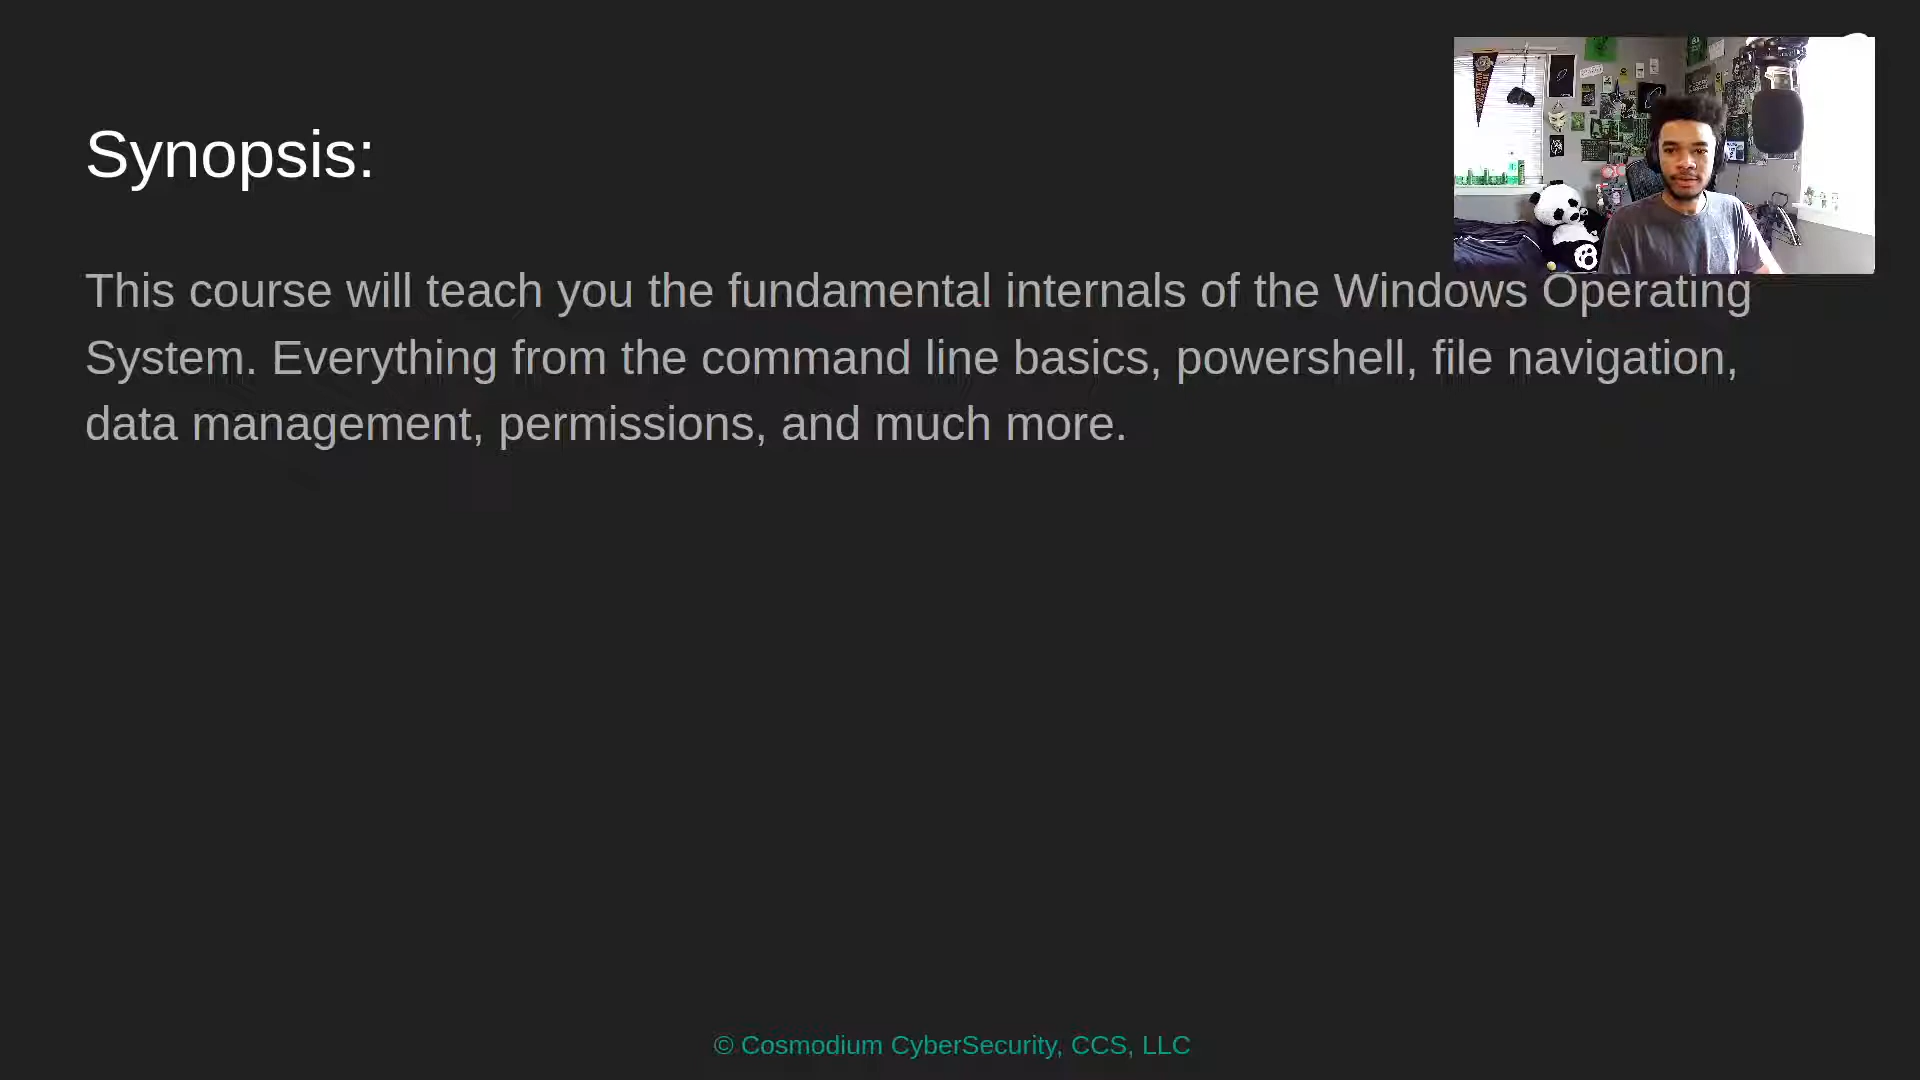 Synopsis:
This course will teach you the fundamental internals of the Windows Operating
System. Everything from the command line basics, powershell, file navigation,
data management, permissions, and much more.
© Cosmodium CyberSecurity, CCS, LLC